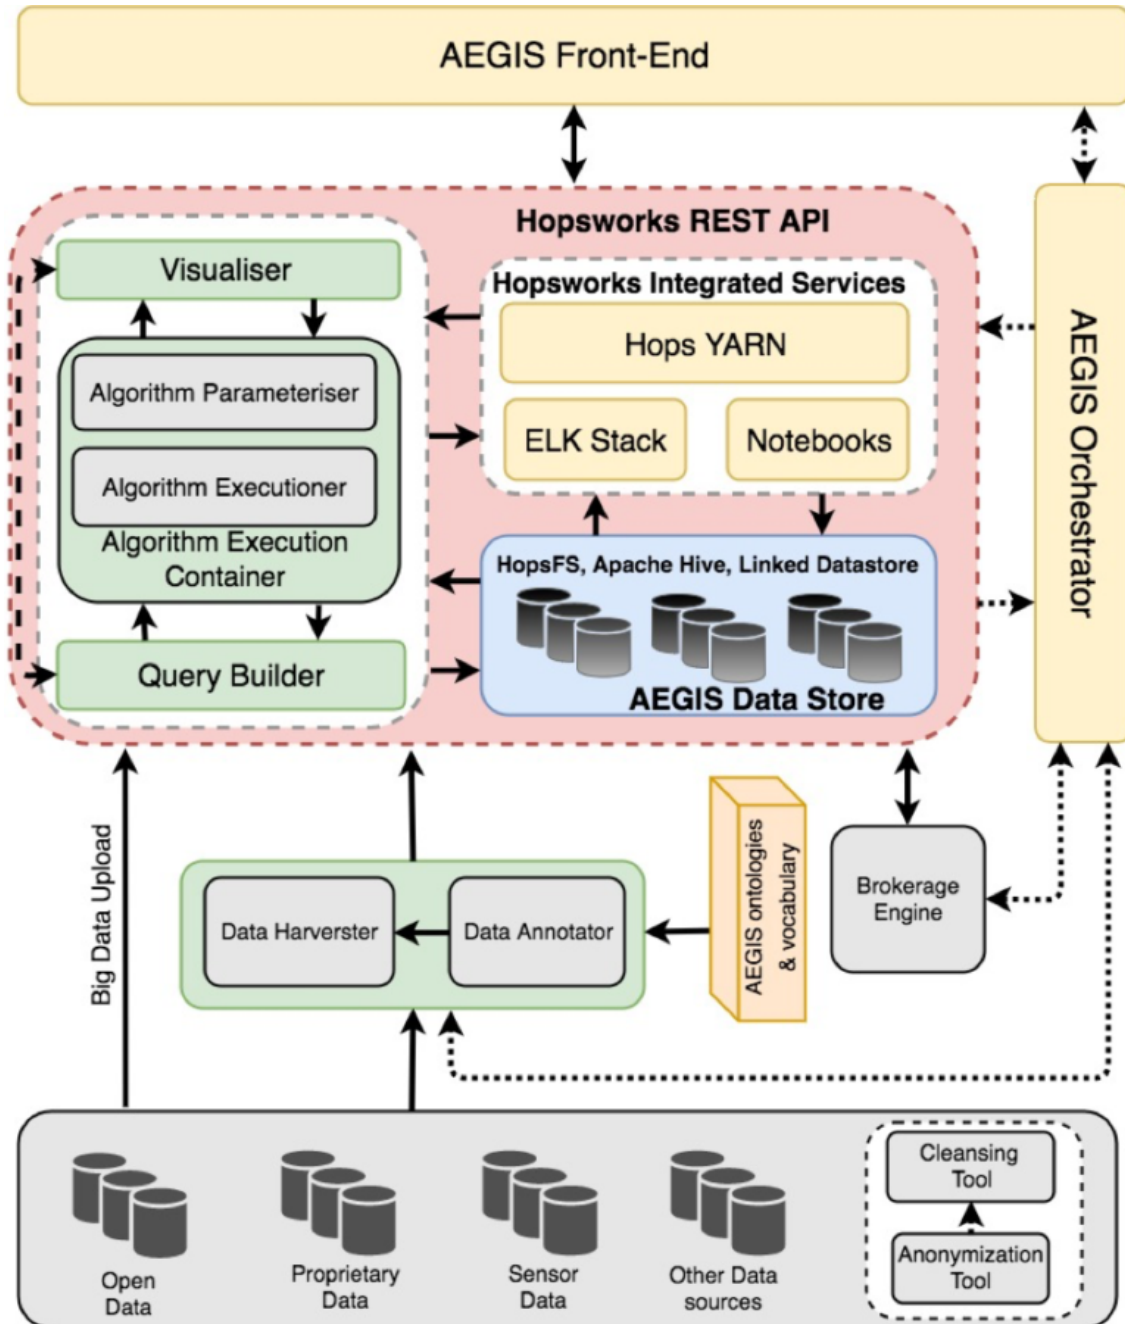 AEGIS Front-End
Hopsworks REST API
Visualiser
Algorithm Parameteriser
Algorithm Executioner
Algorithm Execution
Container
Query Builder
Hopsworks Integrated Services
Hops YARN
ELK Stack
Notebooks
HopsFS, Apache Hive, Linked Datastore
AEGIS Data Store
AEGIS Orchestrator
Big Data Upload
Data Harverster
Data Annotator
AEGIS ontologies
& vocabulary
Brokerage
Engine
Open
Data
Proprietary
Data
Sensor
Data
Other Data
sources
Cleansing
Tool
Anonymization
Tool